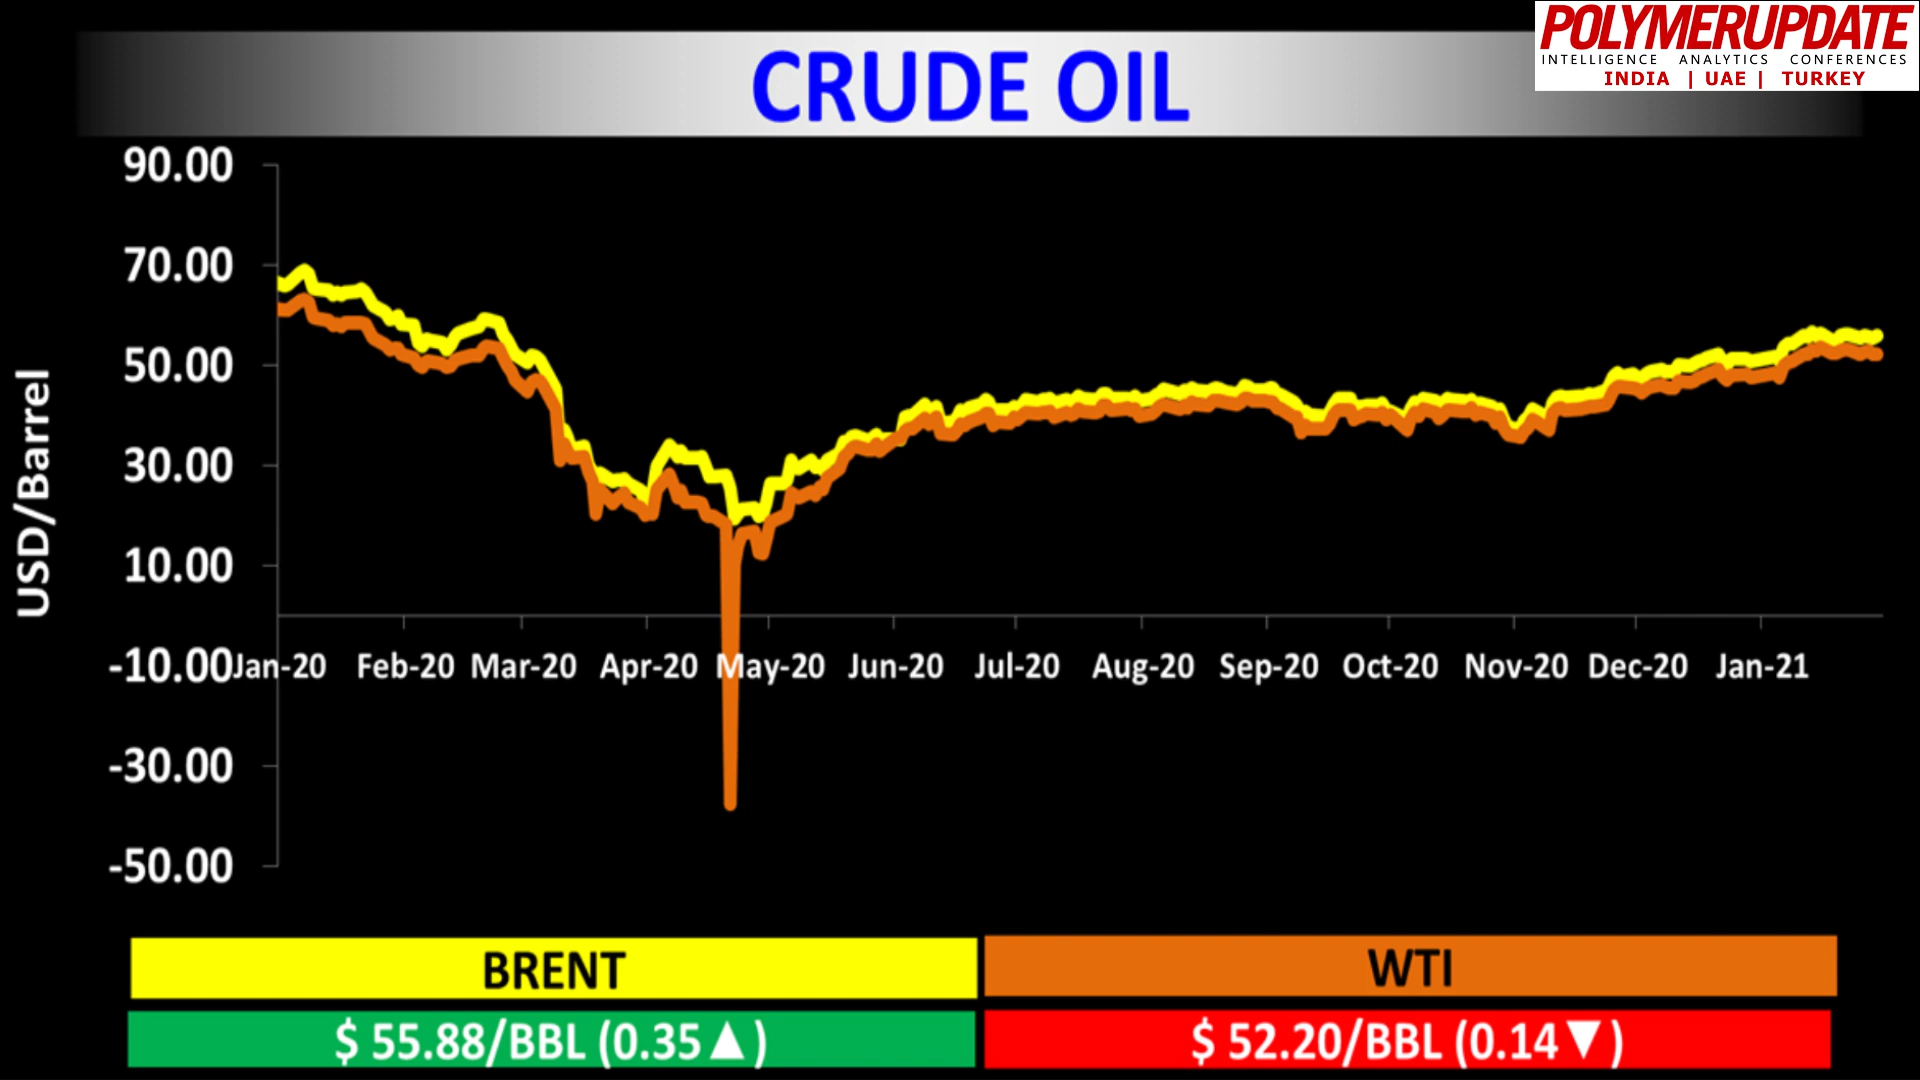 POLYMERUPDATE
INTELLIGENCE ANALYTICS CONFERENCES
INDIA | UAE | TURKEY
CRUDE OIL
USD/Barrel
90.00
70.00
50.00
30.00
10.00
-10.00
-30.00
-50.00
Jan-20 Feb-20 Mar-20 Apr-20 May-20 Jun-20 Jul-20 Aug-20 Sep-20 Oct-20 Nov-20 Dec-20 Jan-21
BRENT
$ 55.88/BBL (0.35▲)
WTI
$ 52.20/BBL (0.14▼)